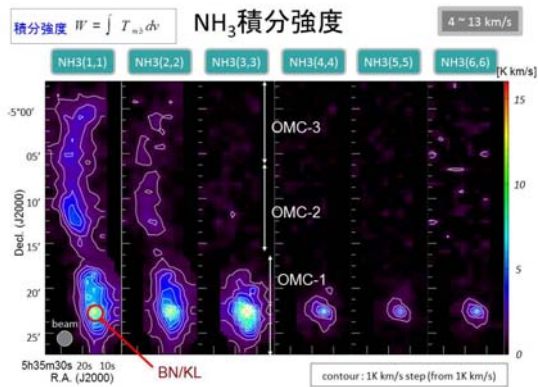 NH3積分強度
積分強度 W = ∫ Tmb dv
4 ~ 13 km/s
NH3(1,1) NH3(2,2) NH3(3,3) NH3(4,4) NH3(5,5) NH3(6,6)
[K km/s]
-5°00'
05'
10'
15'
20'
25'
Decl. (J2000)
OMC-3
OMC-2
OMC-1
15
10
5
0
beam
5h35m30s 20s 10s
R.A. (J2000)
BN/KL
contour : 1K km/s step (from 1K km/s)